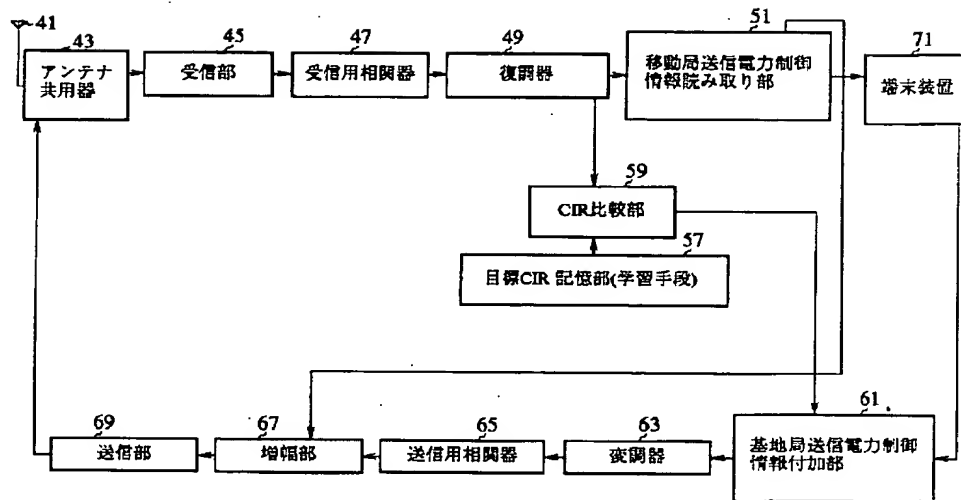 41
43
アンテナ
共用器
45
受信部
47
受信用相関器
49
復調器
51
移動局送信電力制御
情報読み取り部
71
端末装置
59
CIR比較部
57
目標CIR 記憶部(学習手段)
69
送信部
67
増幅部
65
送信用相関器
63
変調器
61
基地局送信電力制御
情報付加部